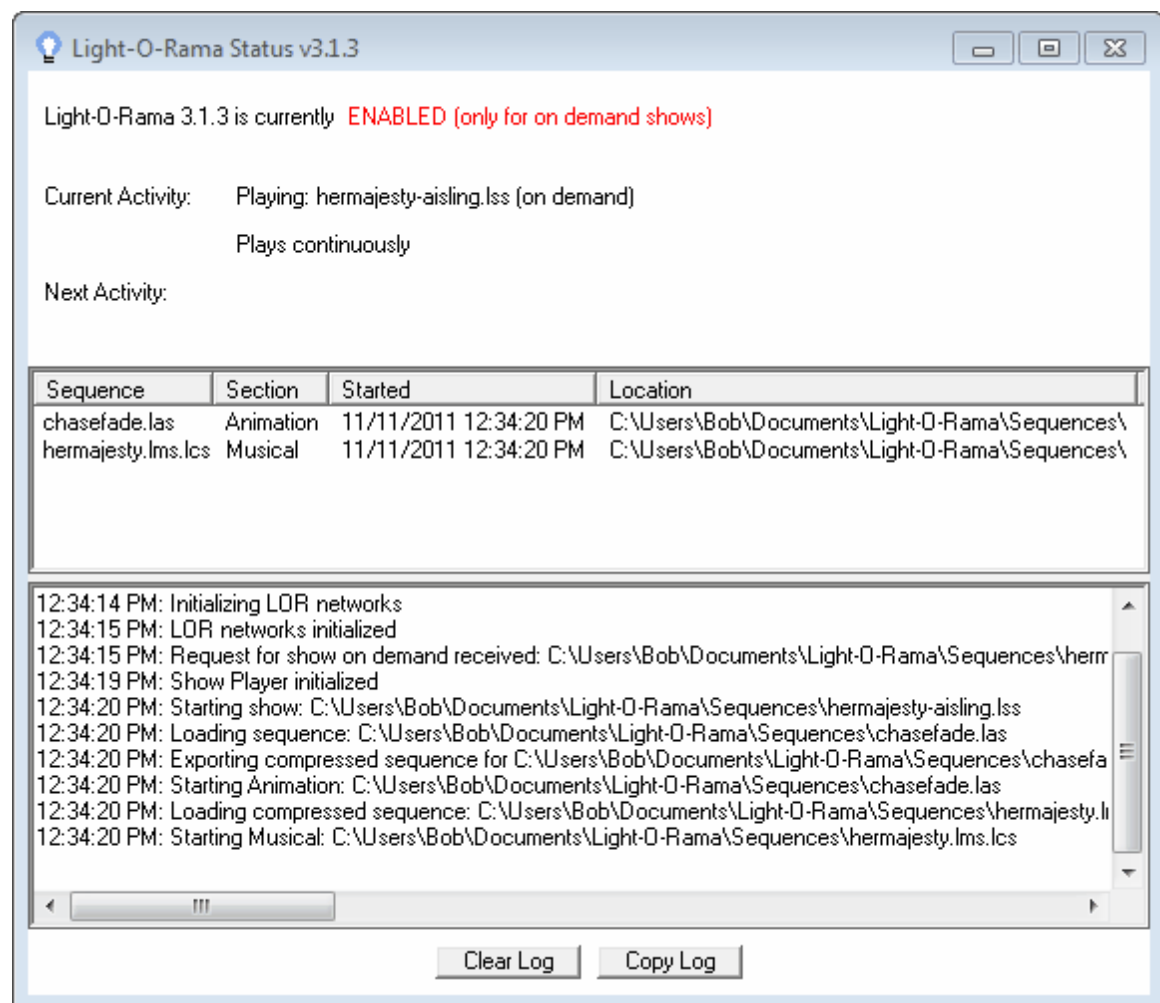 Light-O-Rama Status v3.1.3
Light-O-Rama 3.1.3 is currently ENABLED (only for on demand shows)
Current Activity: Playing: hermajesty-aisling.lss (on demand)
Plays continuously
Next Activity:
Sequence Section Started Location
chasefade.las Animation 11/11/2011 12:34:20 PM C:\Users\Bob\Documents\Light-O-Rama\Sequences\
hermajesty.lms.lcs Musical 11/11/2011 12:34:20 PM C:\Users\Bob\Documents\Light-O-Rama\Sequences\
12:34:14 PM: Initializing LOR networks
12:34:15 PM: LOR networks initialized
12:34:15 PM: Request for show on demand received: C:\Users\Bob\Documents\Light-O-Rama\Sequences\herm
12:34:19 PM: Show Player initialized
12:34:20 PM: Starting show: C:\Users\Bob\Documents\Light-O-Rama\Sequences\hermajesty-aisling.lss
12:34:20 PM: Loading sequence: C:\Users\Bob\Documents\Light-O-Rama\Sequences\chasefade.las
12:34:20 PM: Exporting compressed sequence for C:\Users\Bob\Documents\Light-O-Rama\Sequences\chasefa
12:34:20 PM: Starting Animation: C:\Users\Bob\Documents\Light-O-Rama\Sequences\chasefade.las
12:34:20 PM: Loading compressed sequence: C:\Users\Bob\Documents\Light-O-Rama\Sequences\hermajesty.l
12:34:20 PM: Starting Musical: C:\Users\Bob\Documents\Light-O-Rama\Sequences\hermajesty.lms.lcs
Clear Log Copy Log